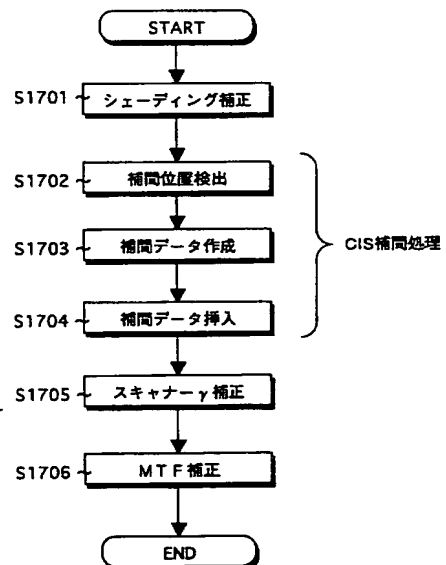 START
S1701 ~ シェーディング補正
S1702 ~ 補間位置検出
S1703 ~ 補間データ作成
CIS補間処理
S1704 ~ 補間データ挿入
S1705 ~ スキャナーγ補正
S1706 ~ MTF補正
END